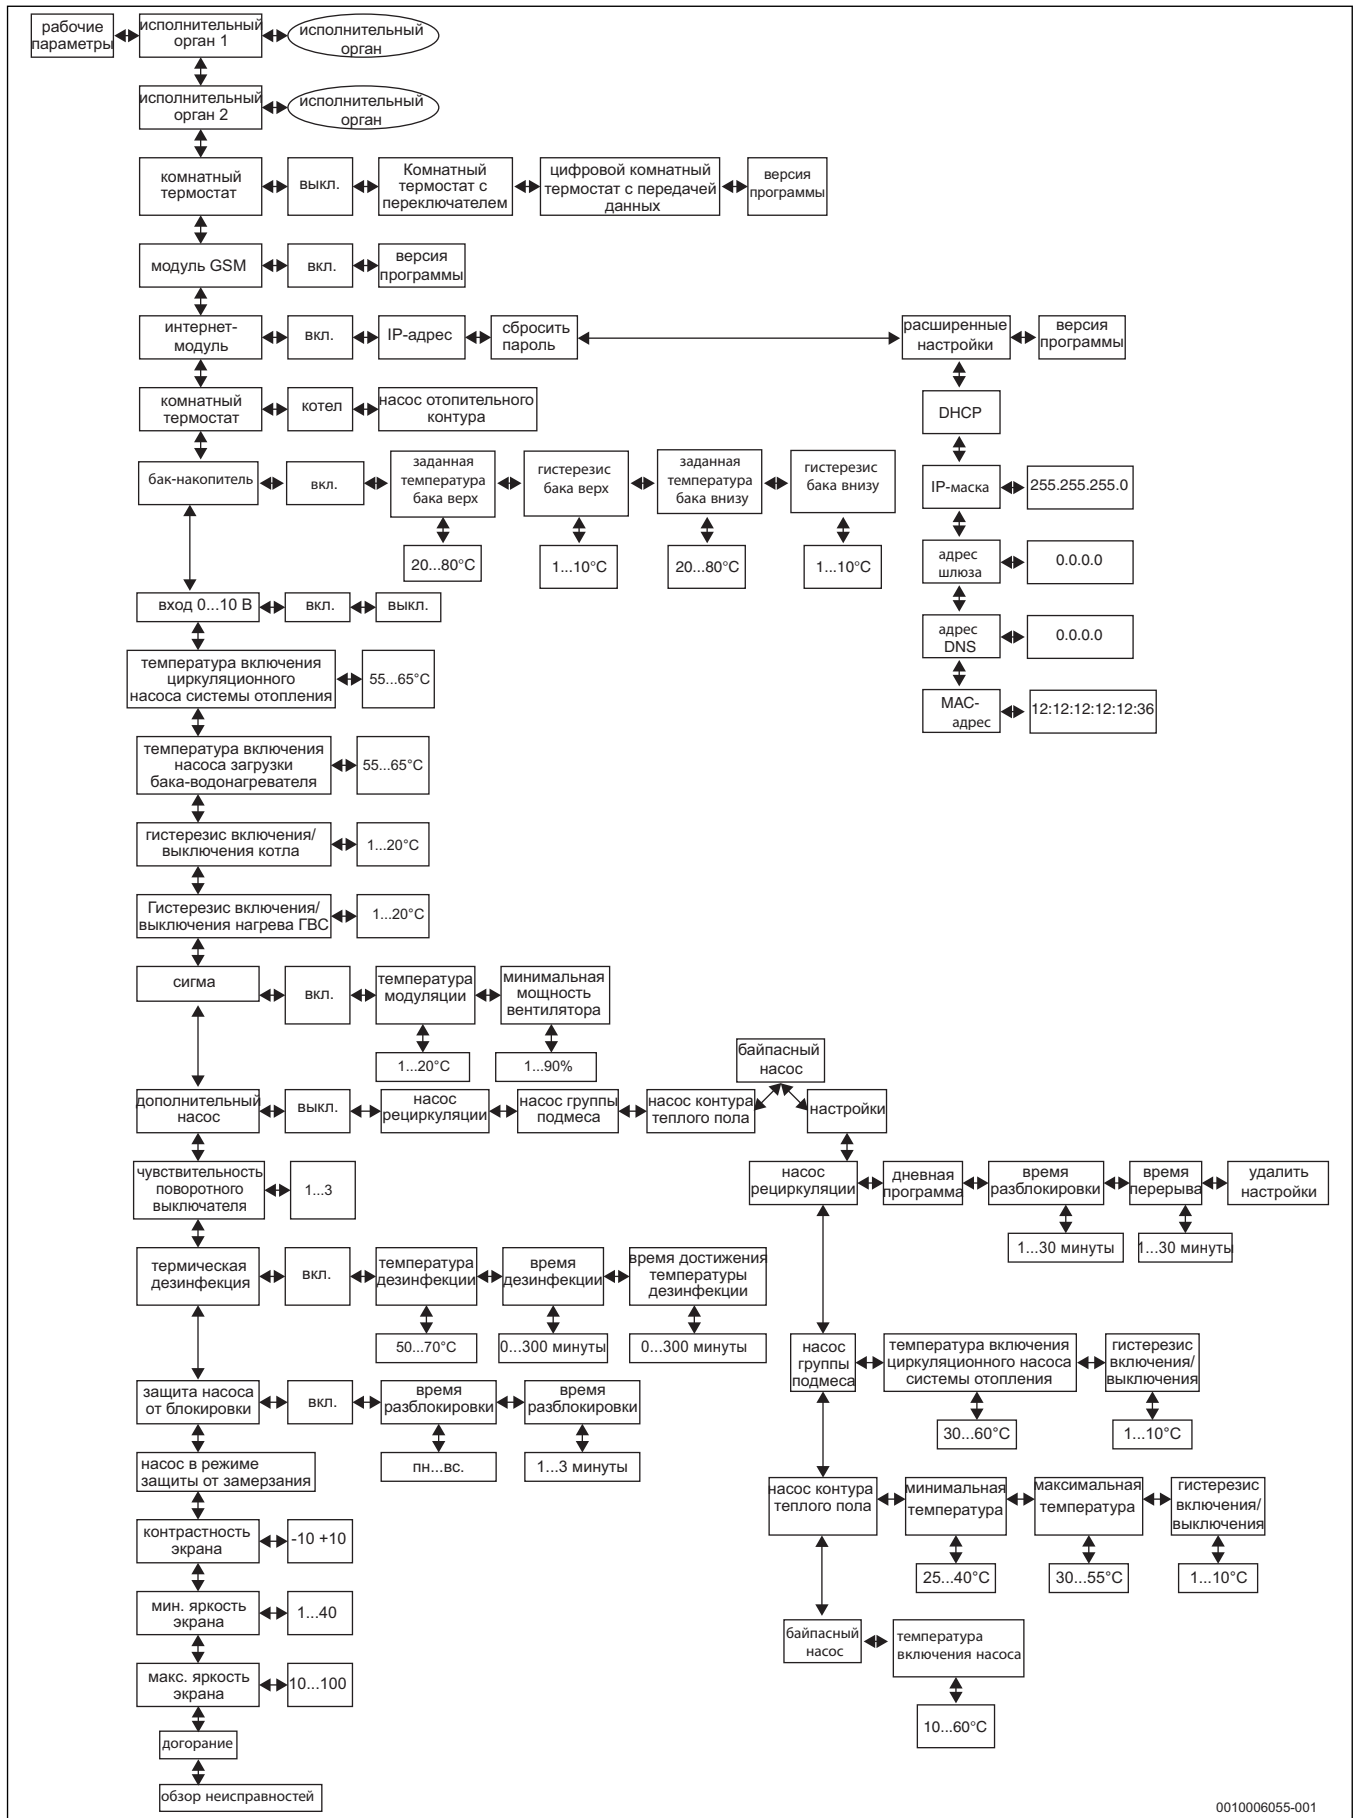 рабочие
параметры
исполнительный
орган 1
исполнительный
орган
исполнительный
орган 2
исполнительный
орган
комнатный
термостат
выкл.
Комнатный
термостат с
переключателем
цифровой комнатный
термостат с передачей
данных
версия
программы
модуль GSM
вкл.
версия
программы
интернет-
модуль
вкл.
IP-адрес
сбросить
пароль
расширенные
настройки
версия
программы
комнатный
термостат
котел
насос отопительного
контура
DHCP
бак-накопитель
вкл.
заданная
температура
бака верх
гистерезис
бака верх
заданная
температура
бака внизу
гистерезис
бака внизу
IP-маска
255.255.255.0
20...80°C
1...10°C
20...80°C
1...10°C
адрес
шлюза
0.0.0.0
вход 0...10 В
вкл.
выкл.
адрес
DNS
0.0.0.0
температура включения
циркуляционного
насоса системы отопления
55...65°C
MAC-
адрес
12:12:12:12:12:36
температура включения
насоса загрузки
бака-водонагревателя
55...65°C
гистерезис включения/
выключения котла
1...20°C
Гистерезис включения/
выключения нагрева ГВС
1...20°C
сигма
вкл.
температура
модуляции
минимальная
мощность
вентилятора
1...20°C
1...90%
байпасный
насос
дополнительный
насос
выкл.
насос
рециркуляции
насос группы
подмеса
насос контура
теплого пола
настройки
чувствительность
поворотного
выключателя
1...3
насос
рециркуляции
дневная
программа
время
разблокировки
время
перерыва
удалить
настройки
1...30 минуты
1...30 минуты
термическая
дезинфекция
вкл.
температура
дезинфекции
время
дезинфекции
время достижения
температуры
дезинфекции
50...70°C
0...300 минуты
0...300 минуты
насос
группы
подмеса
температура включения
циркуляционного насоса
системы отопления
гистерезис
включения/
выключения
30...60°C
1...10°C
защита насоса
от блокировки
вкл.
время
разблокировки
время
разблокировки
пн...вс.
1...3 минуты
насос в режиме
защиты от замерзания
насос контура
теплого пола
минимальная
температура
максимальная
температура
гистерезис
включения/
выключения
25...40°C
30...55°C
1...10°C
контрастность
экрана
-10 +10
мин. яркость
экрана
1...40
байпасный
насос
температура
включения насоса
10...60°C
макс. яркость
экрана
10...100
догорание
обзор неисправностей
0010006055-001